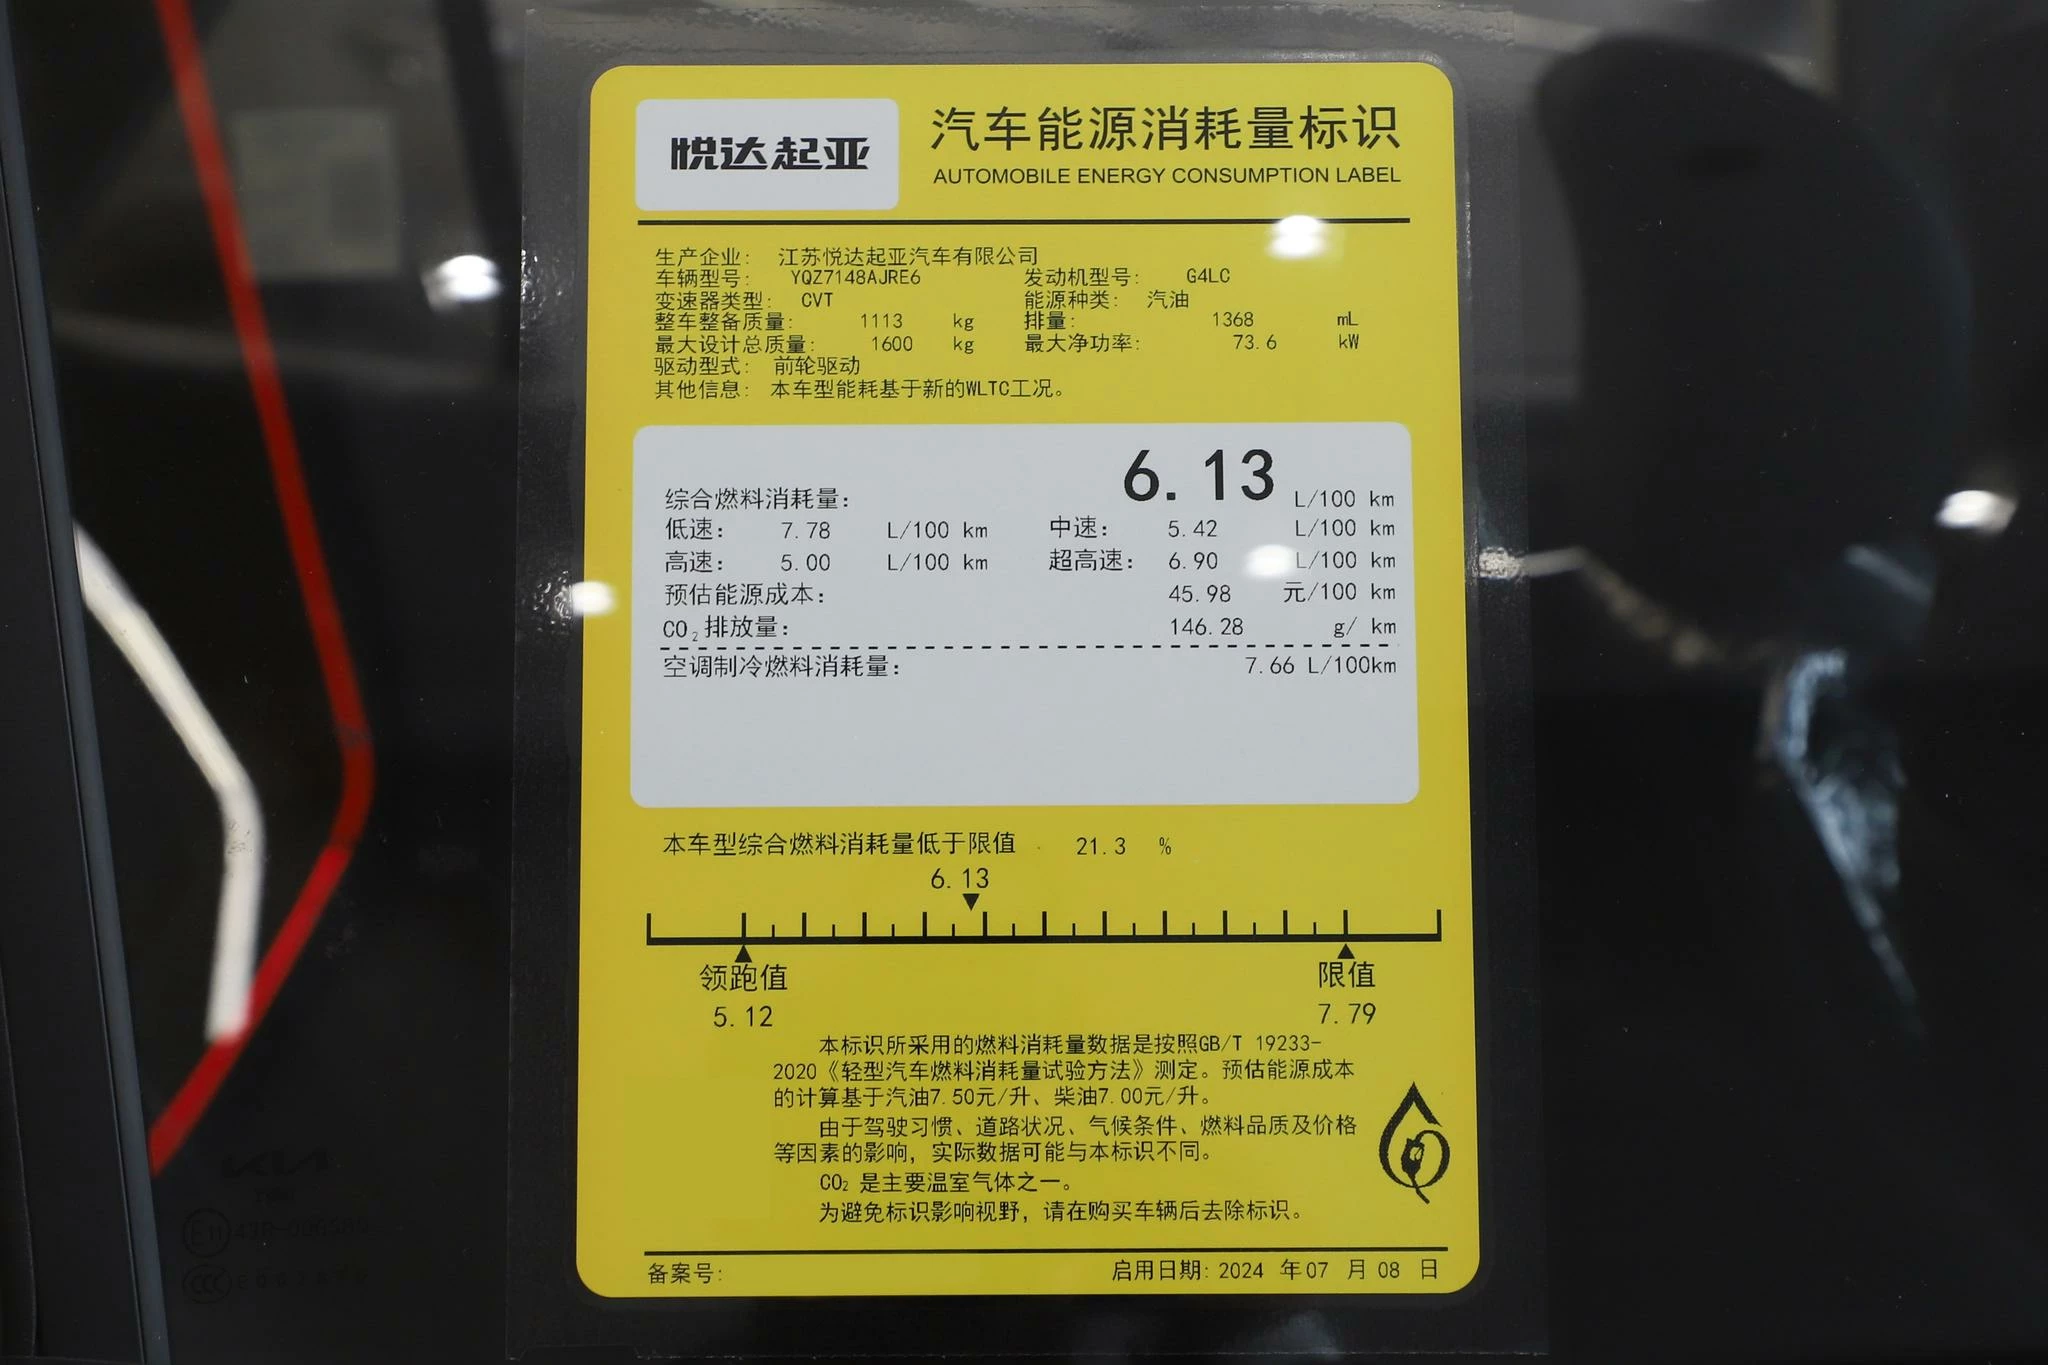 悦达起亚
汽车能源消耗量标识
AUTOMOBILE ENERGY CONSUMPTION LABEL
生产企业: 江苏悦达起亚汽车有限公司
车辆型号: YQZ7148AJRE6 发动机型号: G4LC
变速器类型: CVT 能源种类: 汽油
整车整备质量: 1113 kg 排量: 1368 mL
最大设计总质量: 1600 kg 最大净功率: 73.6 kW
驱动型式: 前轮驱动
其他信息: 本车型能耗基于新的WLTC工况。
综合燃料消耗量: 6.13 L/100 km
低速: 7.78 L/100 km 中速: 5.42 L/100 km
高速: 5.00 L/100 km 超高速: 6.90 L/100 km
预估能源成本: 45.98 元/100 km
CO₂排放量: 146.28 g/ km
空调制冷燃料消耗量: 7.66 L/100km
本车型综合燃料消耗量低于限值 21.3 %
6.13
领跑值 限值
5.12 7.79
本标识所采用的燃料消耗量数据是按照GB/T 19233-
2020《轻型汽车燃料消耗量试验方法》测定。预估能源成本
的计算基于汽油7.50元/升、柴油7.00元/升。
由于驾驶习惯、道路状况、气候条件、燃料品质及价格
等因素的影响, 实际数据可能与本标识不同。
CO₂ 是主要温室气体之一。
为避免标识影响视野, 请在购买车辆后去除标识。
备案号: 启用日期: 2024 年07 月 08 日
KIA